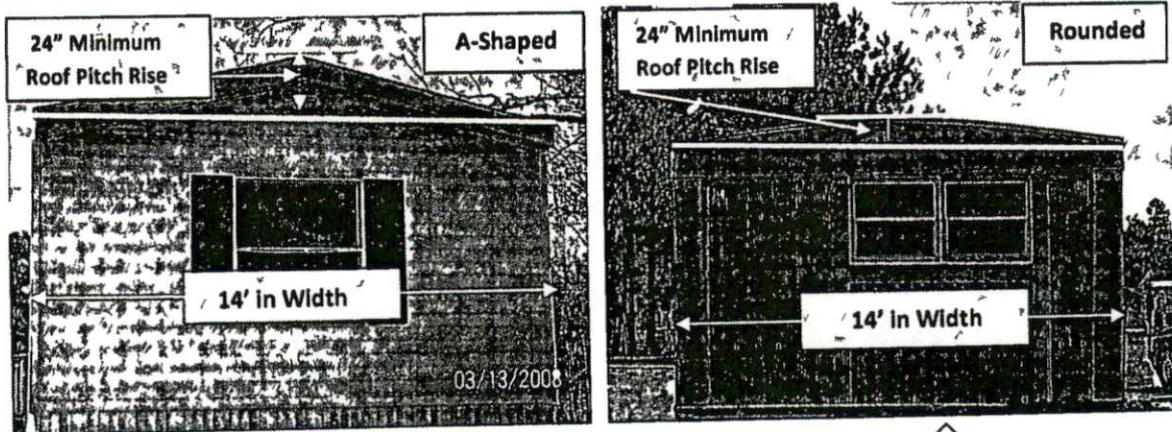 24” Minimum
Roof Pitch Rise
A-Shaped
14’ in Width
03/13/2008
24” Minimum
Roof Pitch Rise
Rounded
14’ in Width